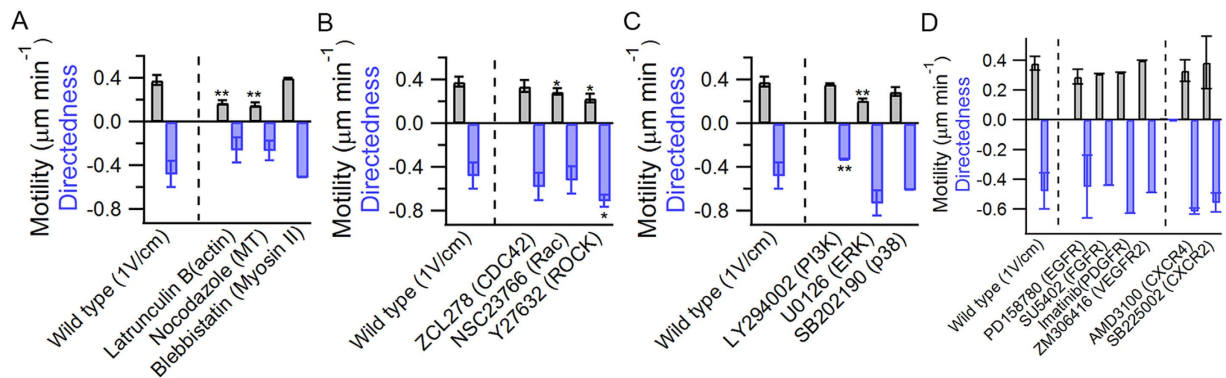 A
Motility (μm min⁻¹)
Directedness
0.4
0.0
-0.4
-0.8
**
**
Wild type (1V/cm)
Latrunculin B(actin)
Nocodazole (MT)
Blebbistatin (Myosin II)
B
Motility (μm min⁻¹)
Directedness
0.4
0.0
-0.4
-0.8
*
*
*
Wild type (1V/cm)
ZCL278 (CDC42)
NSC23766 (Rac)
Y27632 (ROCK)
C
Motility (μm min⁻¹)
Directedness
0.4
0.0
-0.4
-0.8
**
**
Wild type (1V/cm)
LY294002 (PI3K)
U0126 (ERK)
SB202190 (p38)
D
Motility (μm min⁻¹)
Directedness
0.4
0.0
-0.2
-0.6
Wild type (1V/cm)
PD158780 (EGFR)
SU5402 (FGFR)
Imatinib(PDGFR)
ZM306416 (VEGFR2)
AMD3100 (CXCR4)
SB225002 (CXCR2)